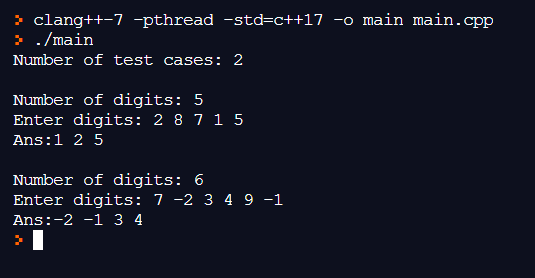 > clang++-7 -pthread -std=c++17 -o main main.cpp
> ./main
Number of test cases: 2
Number of digits: 5
Enter digits: 2 8 7 1 5
Ans:1 2 5
Number of digits: 6
Enter digits: 7 -2 3 4 9 -1
Ans:-2 -1 3 4
>